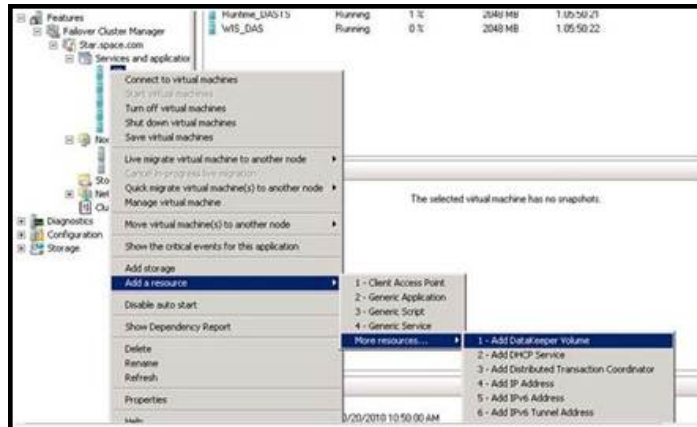 Features
Failover Cluster Manager
Star.space.com
Services and application
Runtime_DASTS Running 1 % 2048 MB 1.05:50:21
WIS_DAS Running 0 % 2048 MB 1.05:50:22
Connect to virtual machines
Start virtual machines
Turn off virtual machines
Shut down virtual machines
Save virtual machines
Live migrate virtual machine to another node
Cancel in-progress live migration
Quick migrate virtual machine(s) to another node
Manage virtual machine
Move virtual machine(s) to another node
Show the critical events for this application
Add storage
Add a resource
Disable auto start
Show Dependency Report
Delete
Rename
Refresh
Properties
Help
Noc
Sto
Net
Clu
Diagnostics
Configuration
Storage
The selected virtual machine has no snapshots.
1 - Client Access Point
2 - Generic Application
3 - Generic Script
4 - Generic Service
More resources...
1 - Add DataKeeper Volume
2 - Add DHCP Service
3 - Add Distributed Transaction Coordinator
4 - Add IP Address
5 - Add IPv6 Address
6 - Add IPv6 Tunnel Address
0/20/2010 10:50:00 AM